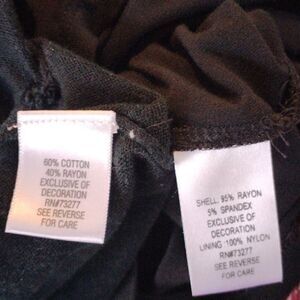 60% COTTON
40% RAYON
EXCLUSIVE OF
DECORATION
RN#73277
SEE REVERSE
FOR CARE
SHELL: 95% RAYON
5% SPANDEX
EXCLUSIVE OF
DECORATION
LINING: 100% NYLON
RN#73277
SEE REVERSE
FOR CARE